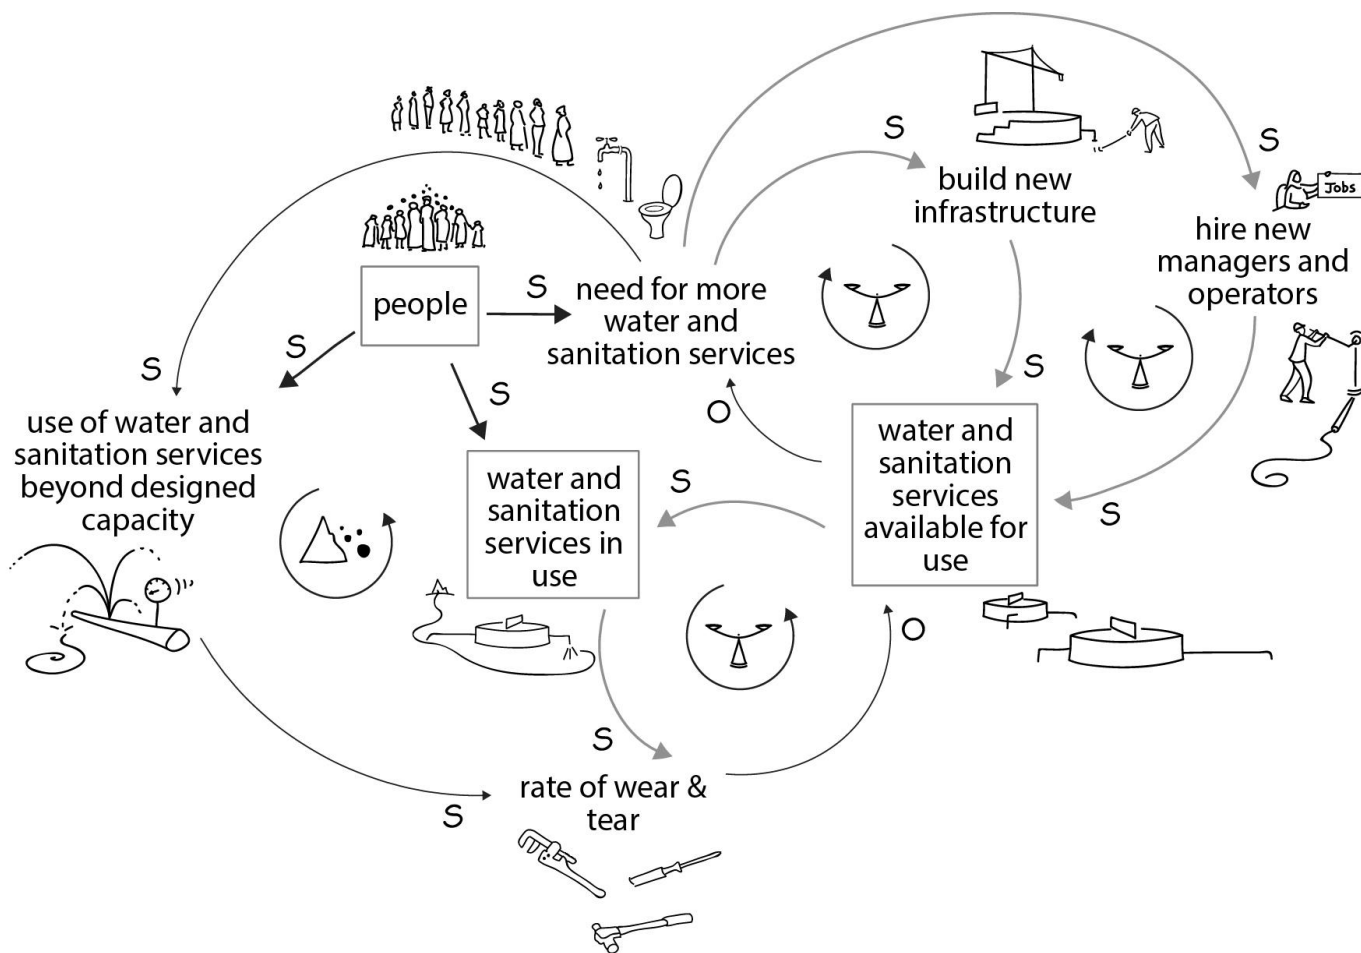 S
S
build new
infrastructure
Jobs
hire new
managers and
operators
people
S
need for more
water and
sanitation services
S
S
S
S
O
use of water and
sanitation services
beyond designed
capacity
water and
sanitation
services in
use
S
water and
sanitation
services
available for
use
S
O
S
rate of wear &
tear
S